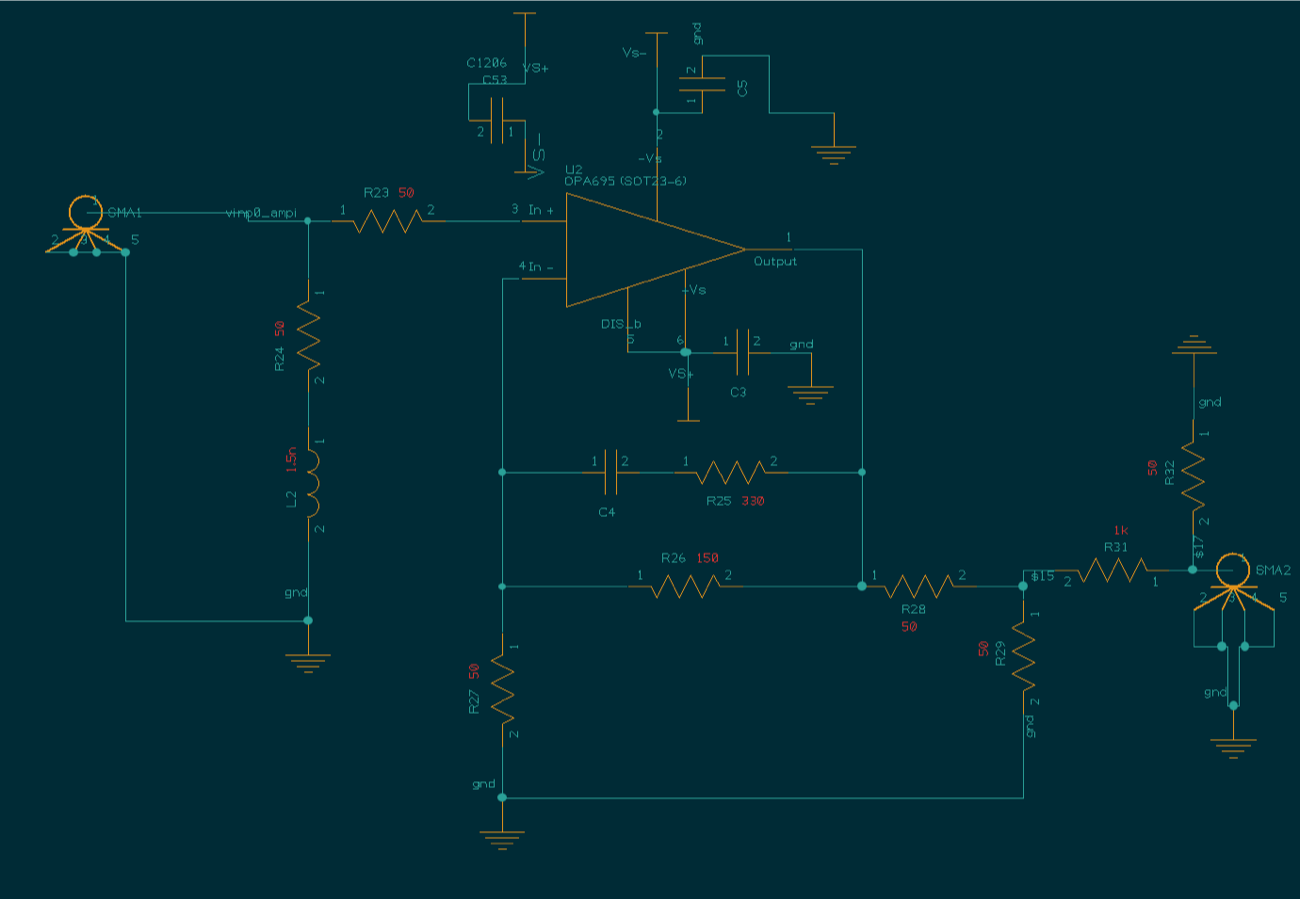 gnd
Vs-
C1206
VS+
C53
2
C5
2
1
1
2
VS-
-Vs
U2
OPA695(SOT23-6)
R23 50
1
SMA1
vinp0_ampi
1
2
3
In +
2
3
4
5
1
Output
4
In -
-Vs
1
DIS_b
5
6
50
R24
1
2
gnd
VS+
C3
2
gnd
1
1.5n
L2
2
1
2
1
2
R25 330
C4
50
R32
1
2
1k
R31
$17
R26 150
1
2
1
2
$15
2
1
1
SMA2
gnd
R28
50
1
50
R29
2
gnd
2
3
4
5
gnd
1
50
R27
2
gnd